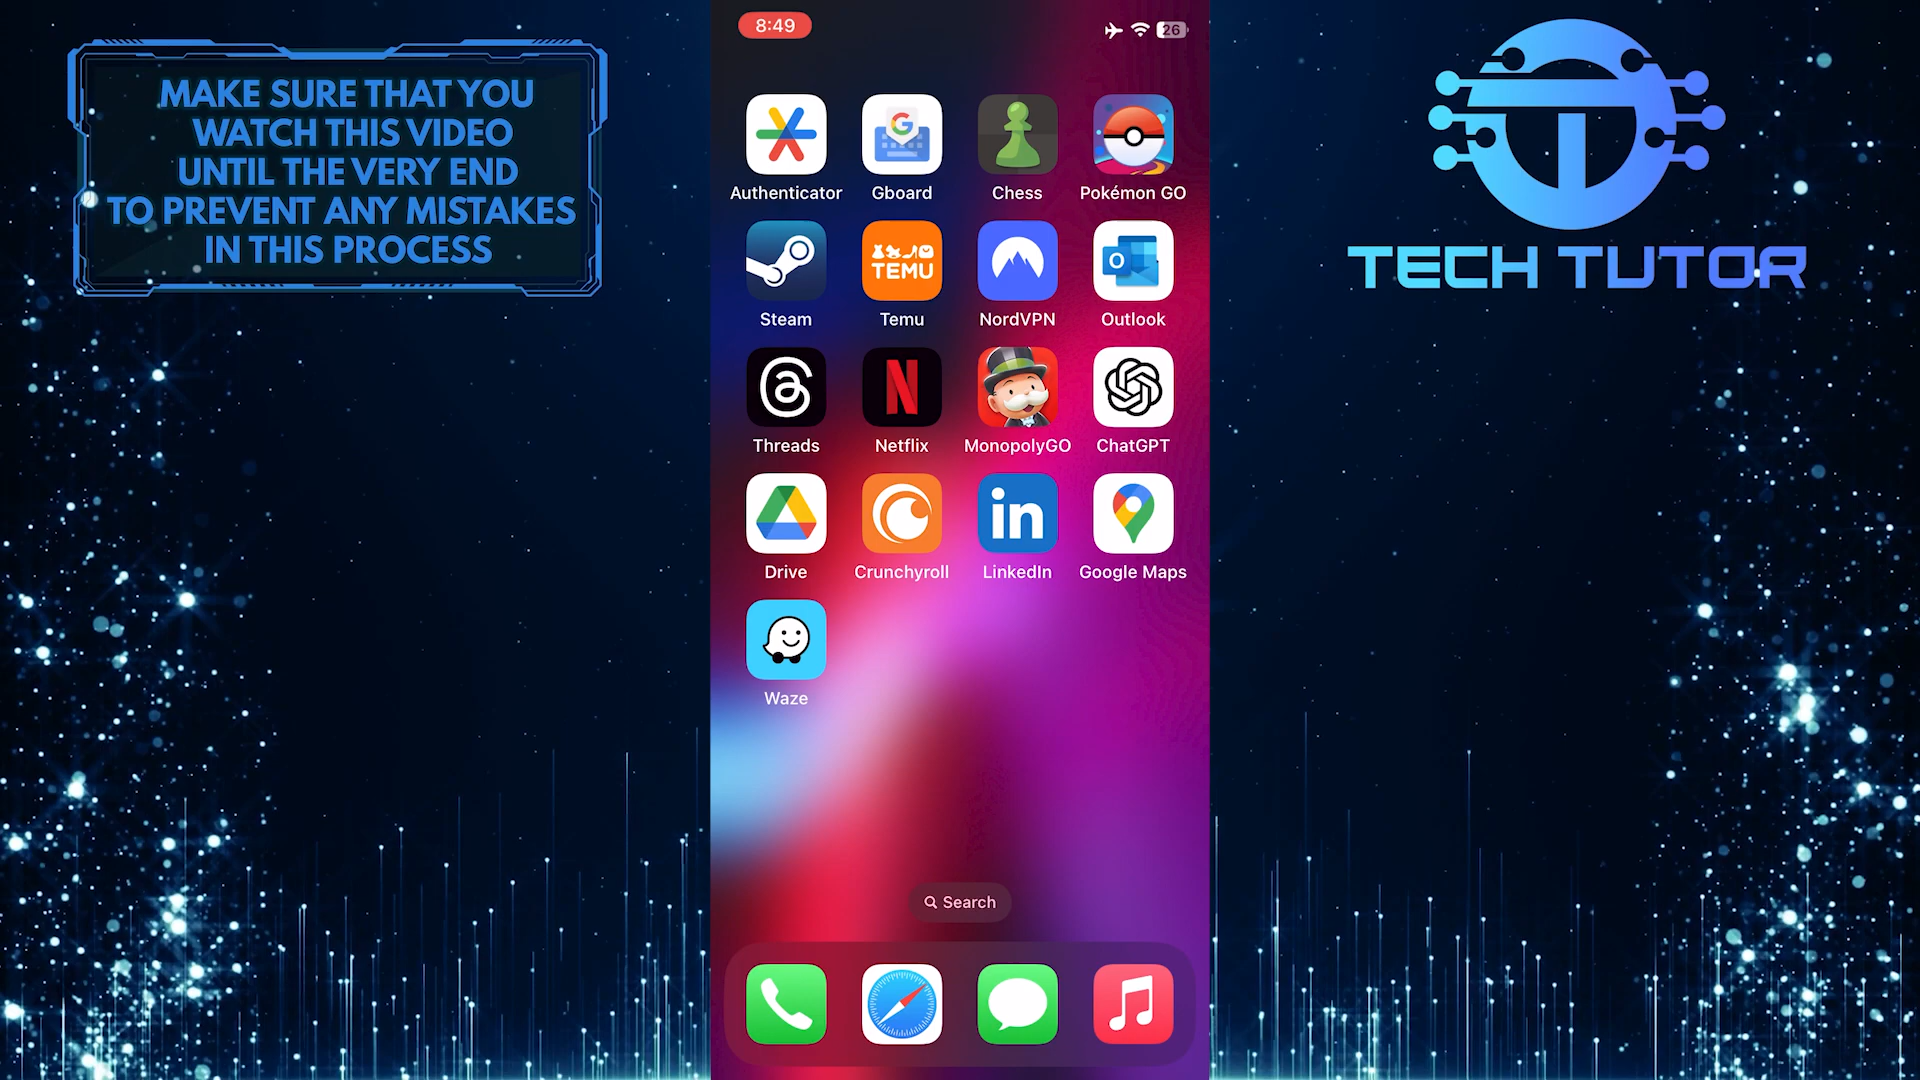 MAKE SURE THAT YOU
WATCH THIS VIDEO
UNTIL THE VERY END
TO PREVENT ANY MISTAKES
IN THIS PROCESS
8:49
26
Authenticator
Gboard
Chess
Pokémon GO
TEMU
Steam
Temu
NordVPN
Outlook
Threads
Netflix
MonopolyGO
ChatGPT
in
Drive
Crunchyroll
LinkedIn
Google Maps
Waze
Search
TECH TUTOR